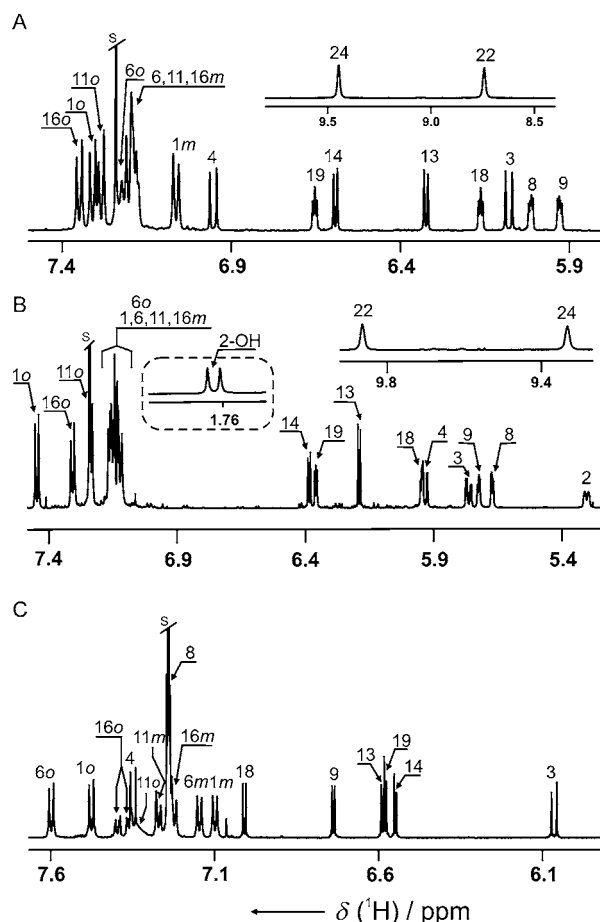 A
S
24
22
11o
6o
6,11,16m
1o
16o
1m
4
9.5
9.0
8.5
19
14
13
18
3
8
9
7.4
6.9
6.4
5.9
B
6o
1,6,11,16m
22
24
S
2-OH
1o
11o
16o
1.76
9.8
9.4
13
14
19
18
4
9
8
3
2
7.4
6.9
6.4
5.9
5.4
C
S
8
16o
4
11m
16m
6o
1o
11o
6m
1m
18
9
13
19
14
3
7.6
7.1
6.6
6.1
δ (¹H) / ppm